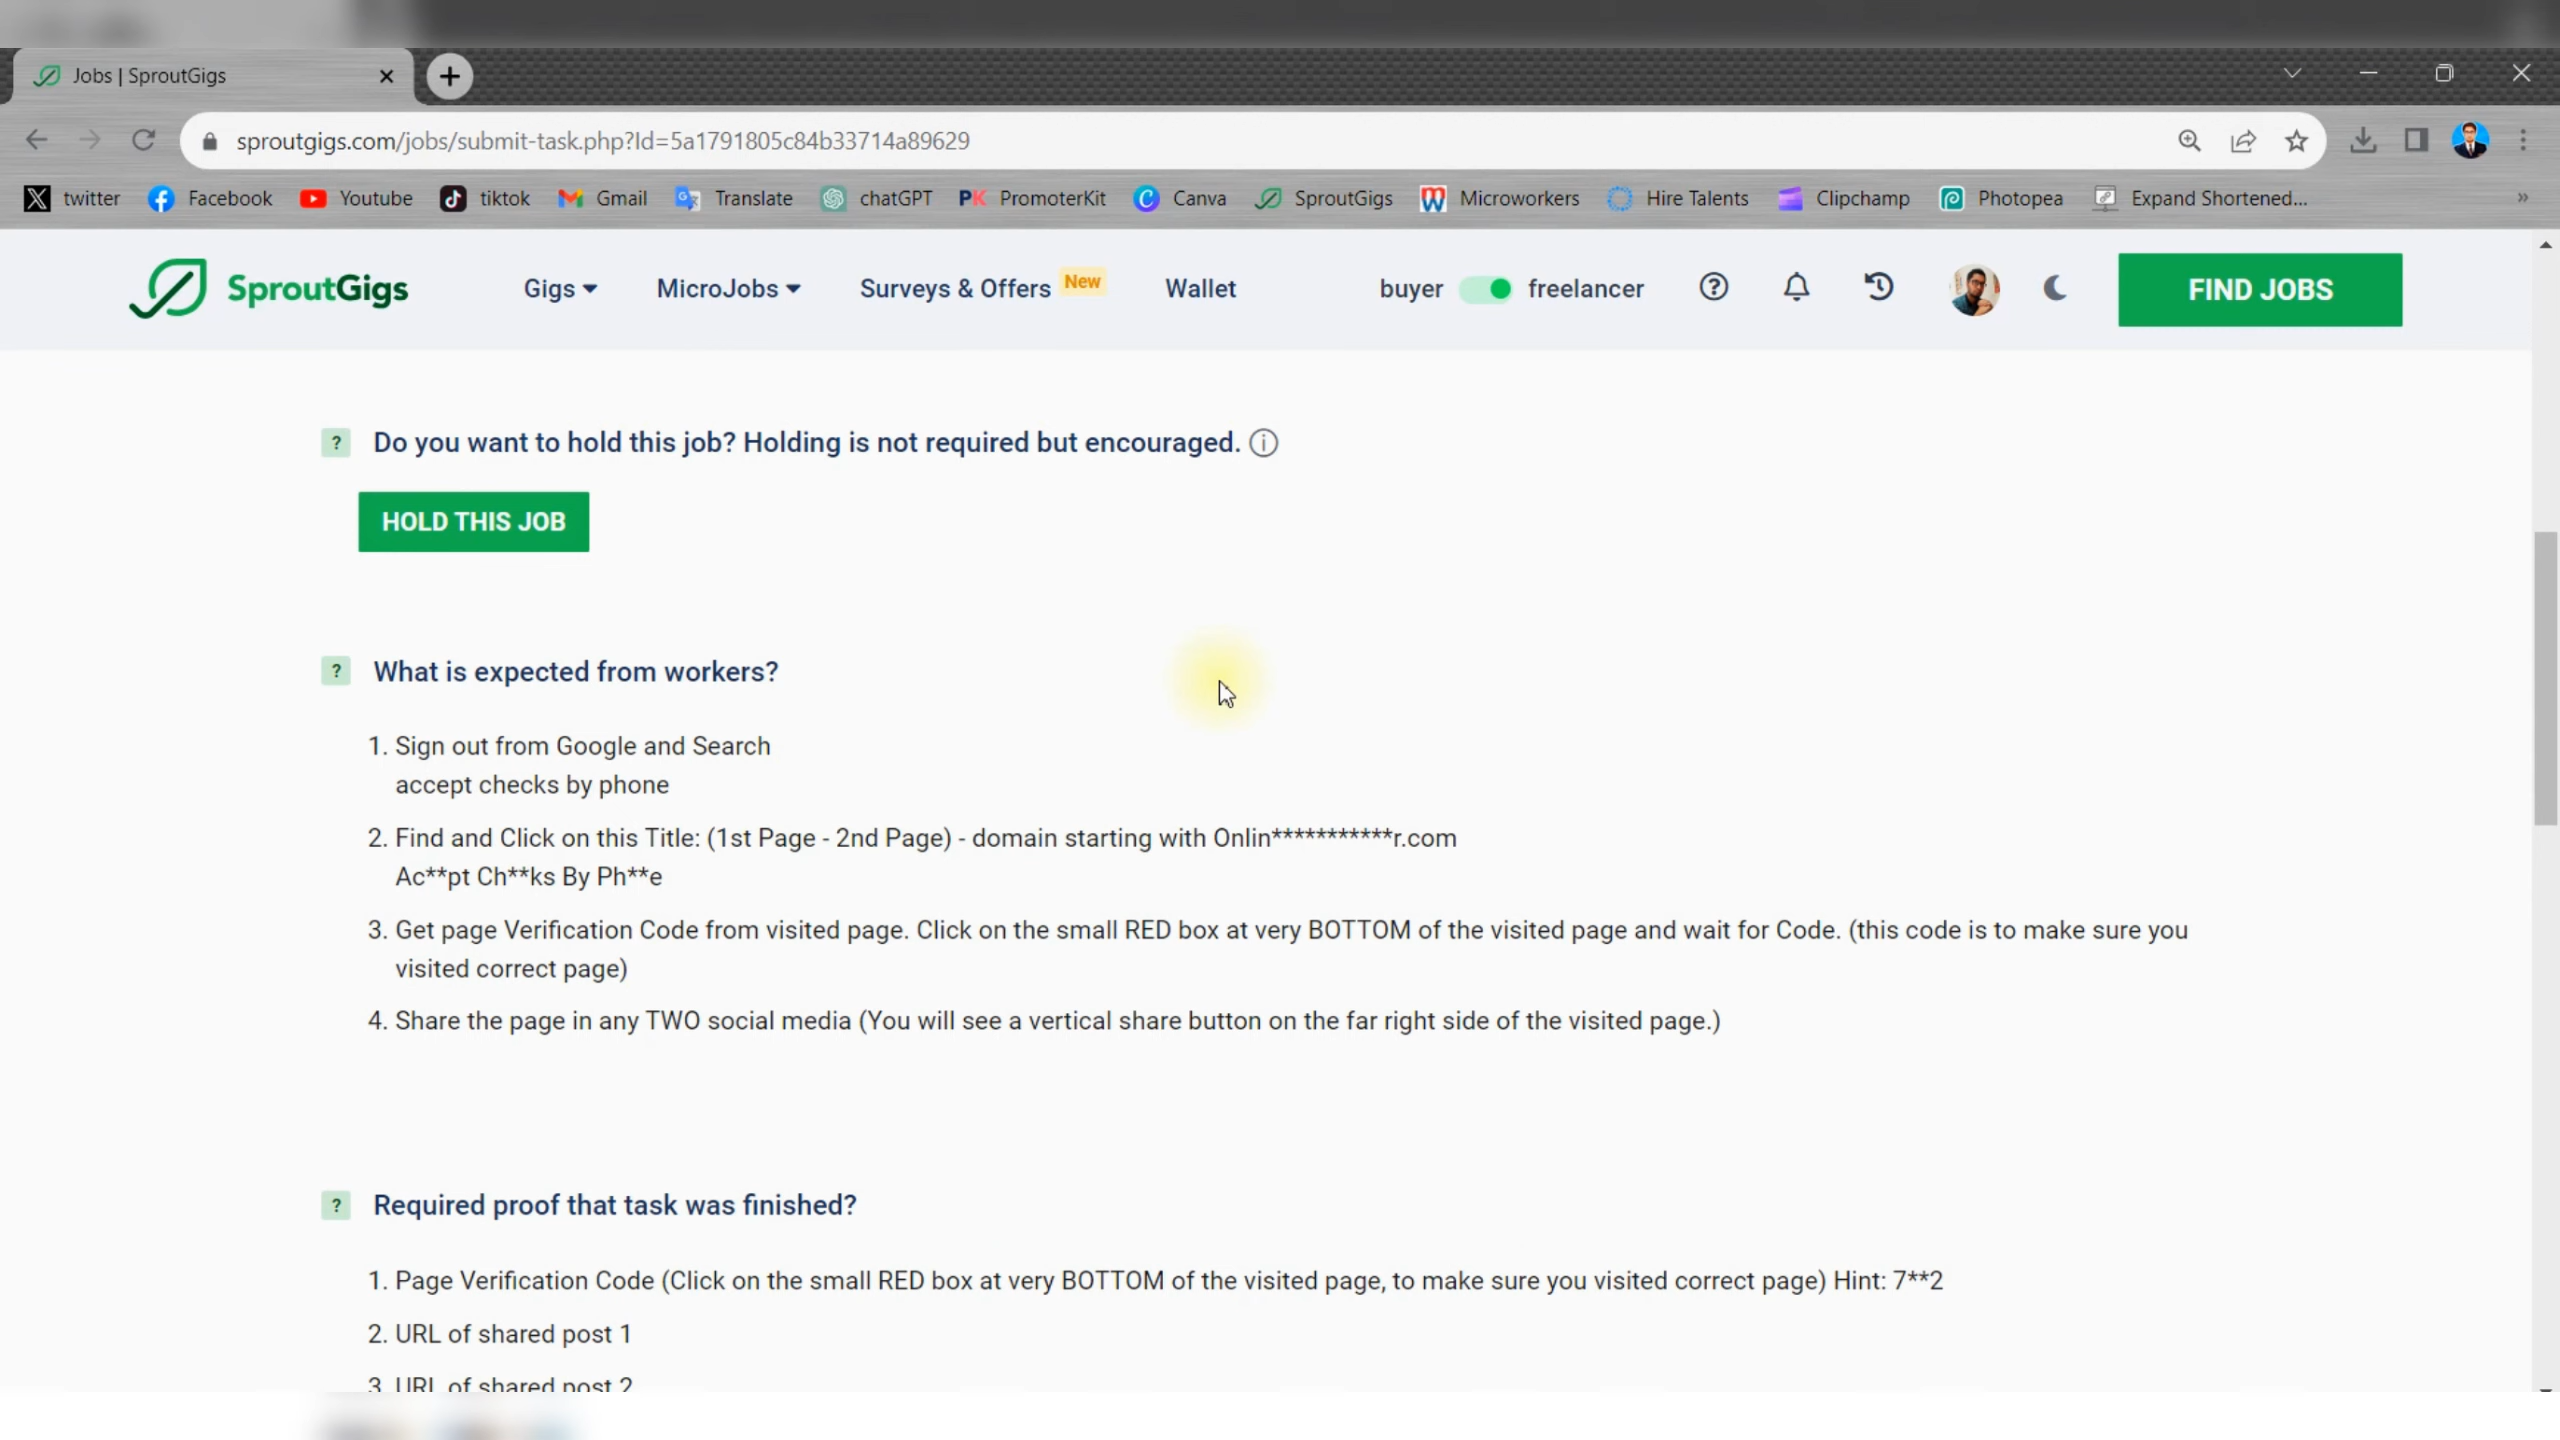 Jobs | SproutGigs
sproutgigs.com/jobs/submit-task.php?Id=5a1791805c84b33714a89629
twitter Facebook Youtube tiktok Gmail Translate chatGPT PK PromoterKit Canva SproutGigs Microworkers Hire Talents Clipchamp Photopea Expand Shortened... »
SproutGigs Gigs MicroJobs Surveys & Offers New Wallet buyer freelancer FIND JOBS
? Do you want to hold this job? Holding is not required but encouraged.
HOLD THIS JOB
? What is expected from workers?
1. Sign out from Google and Search
accept checks by phone
2. Find and Click on this Title: (1st Page - 2nd Page) - domain starting with Onlin***********r.com
Ac**pt Ch**ks By Ph**e
3. Get page Verification Code from visited page. Click on the small RED box at very BOTTOM of the visited page and wait for Code. (this code is to make sure you
visited correct page)
4. Share the page in any TWO social media (You will see a vertical share button on the far right side of the visited page.)
? Required proof that task was finished?
1. Page Verification Code (Click on the small RED box at very BOTTOM of the visited page, to make sure you visited correct page) Hint: 7**2
2. URL of shared post 1
3. URL of shared post 2